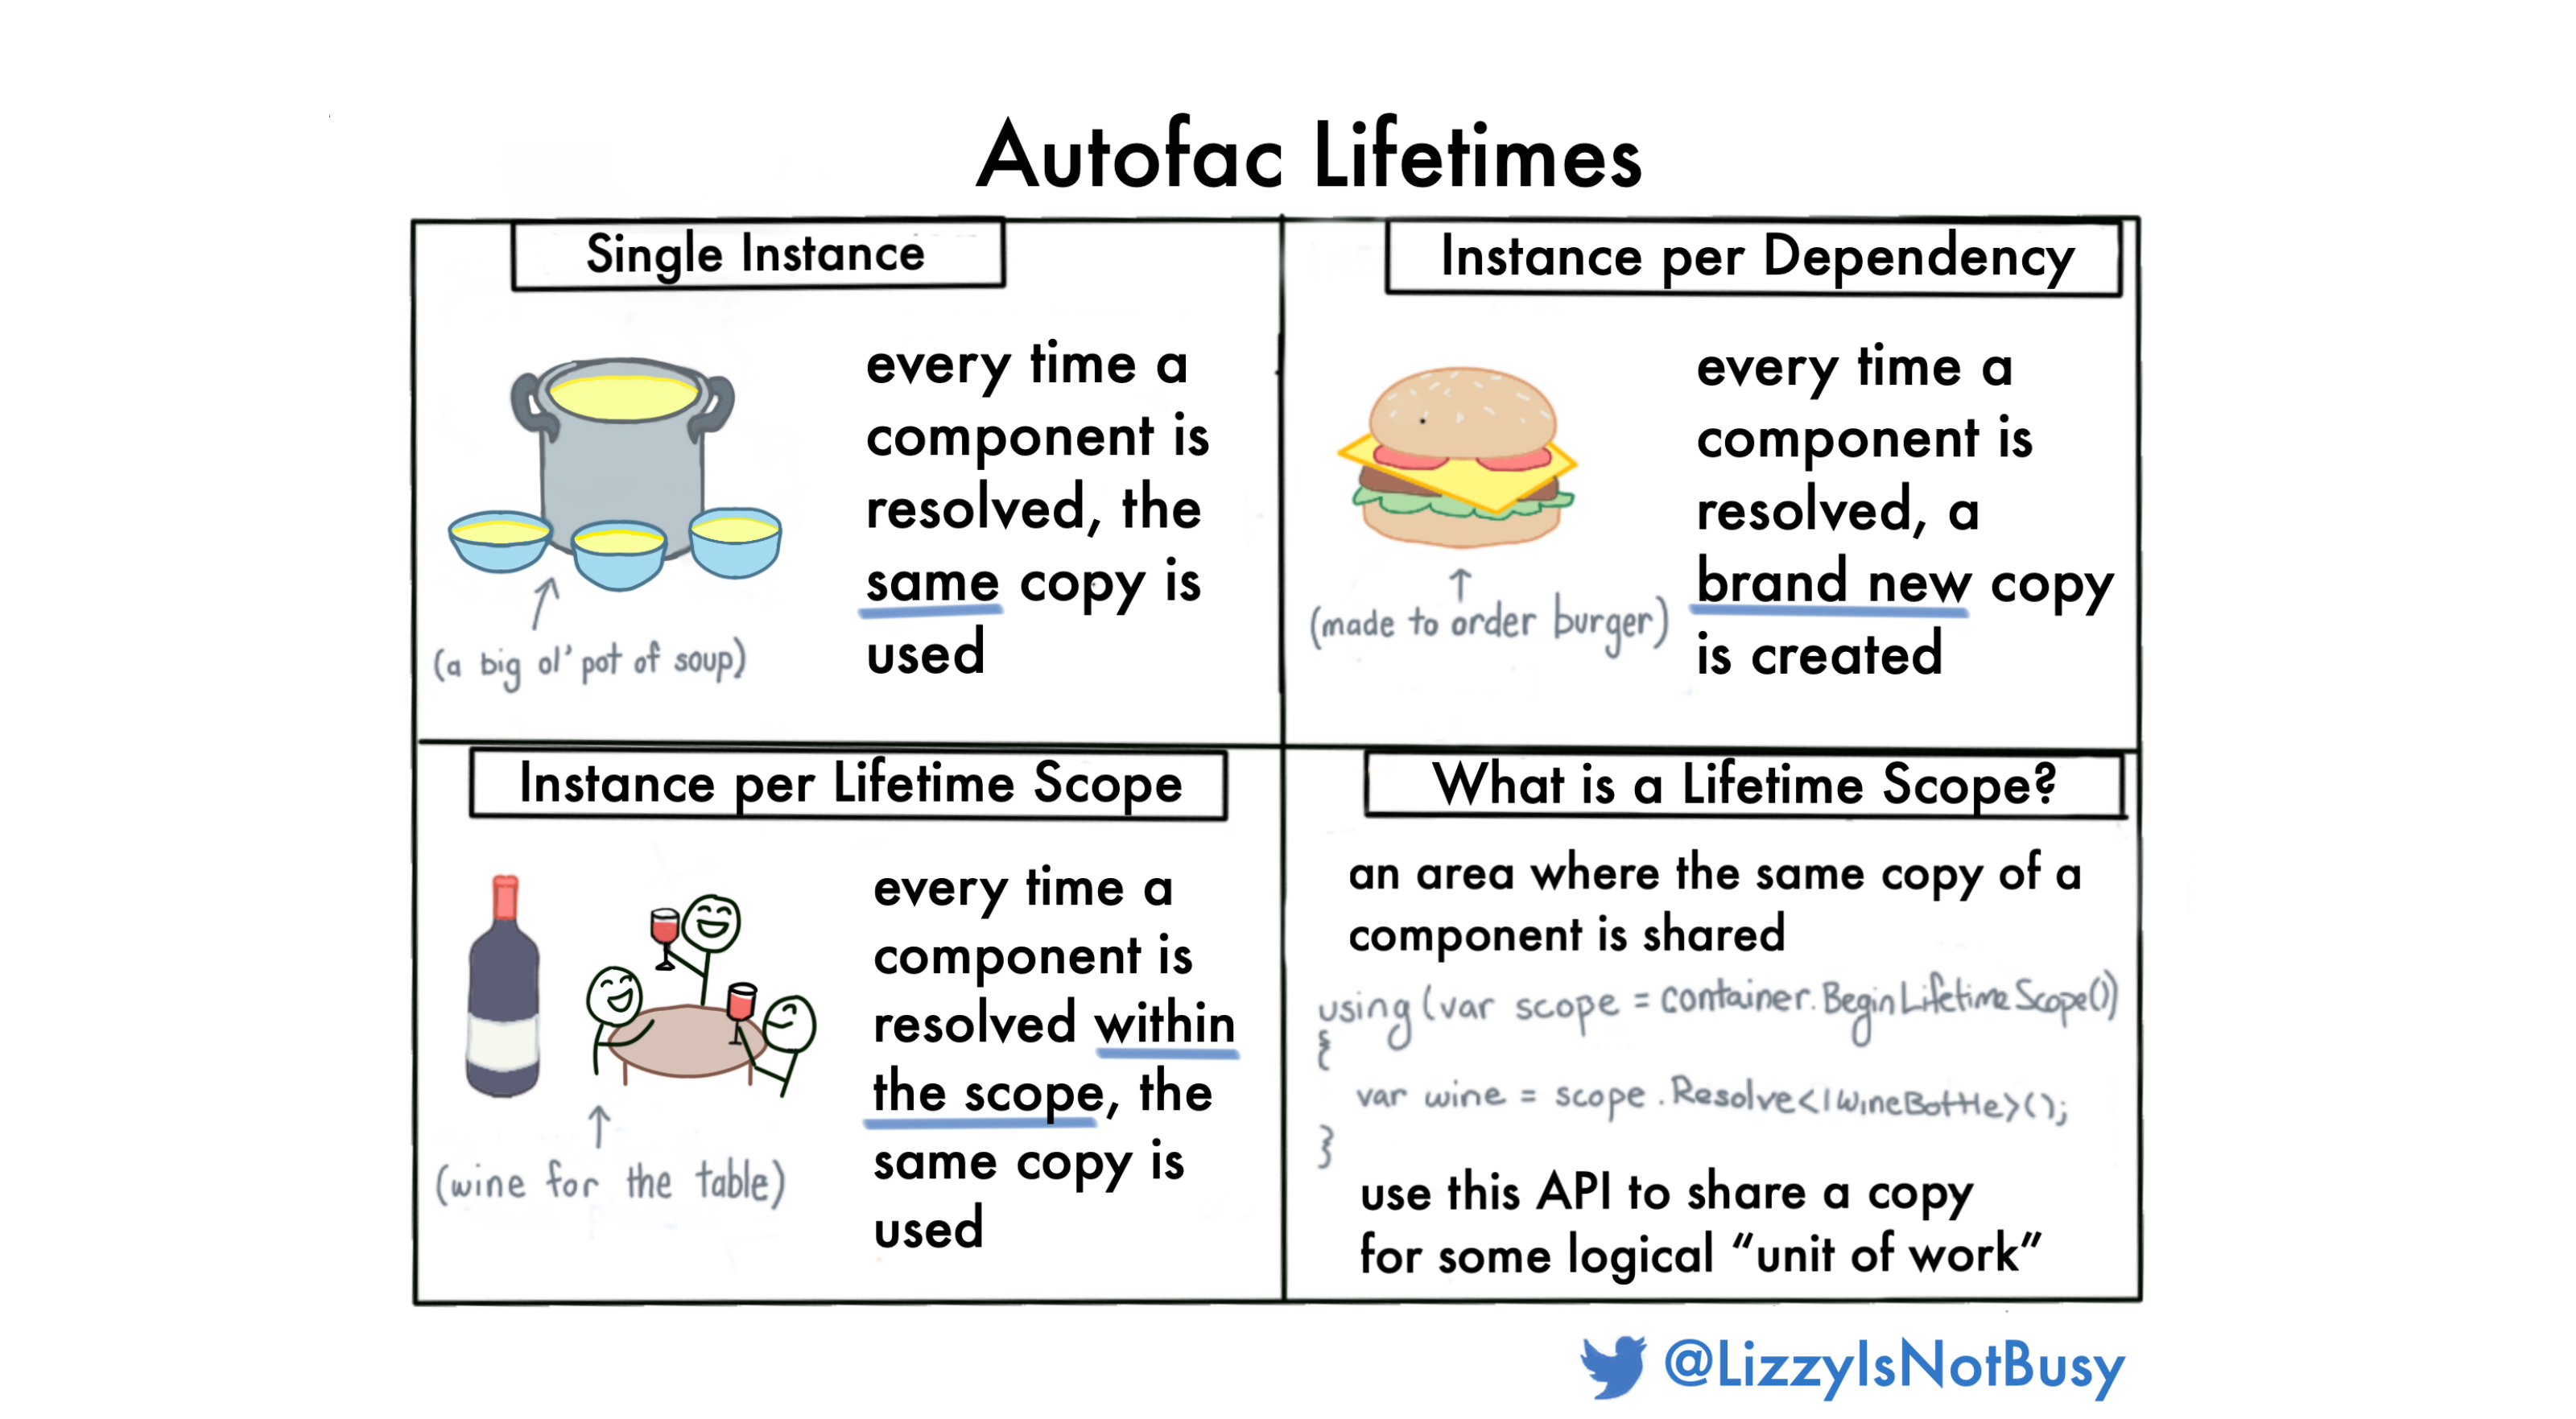 Autofac Lifetimes
Single Instance
every time a
component is
resolved, the
same copy is
used
(a big ol' pot of soup)
Instance per Dependency
every time a
component is
resolved, a
brand new copy
is created
(made to order burger)
Instance per Lifetime Scope
every time a
component is
resolved within
the scope, the
same copy is
used
(wine for the table)
What is a Lifetime Scope?
an area where the same copy of a
component is shared
using (var scope = container.BeginLifetimeScope())
{
var wine = scope.Resolve<IWineBottle>();
}
use this API to share a copy
for some logical “unit of work”
@LizzyIsNotBusy